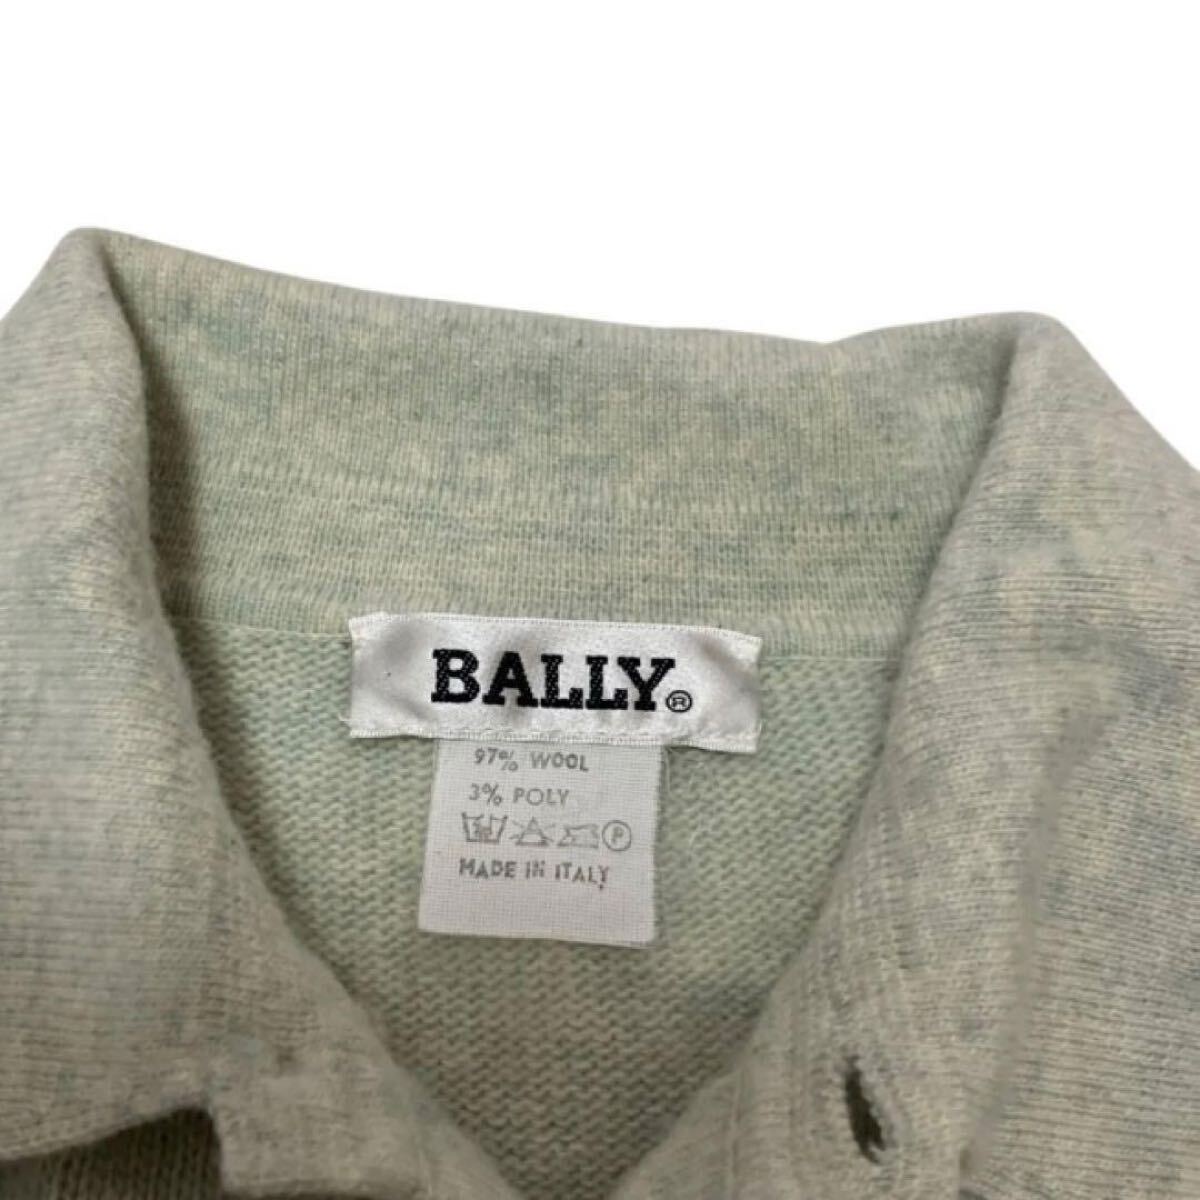 BALLY®
97% WOOL
3% POLY
P
MADE IN ITALY